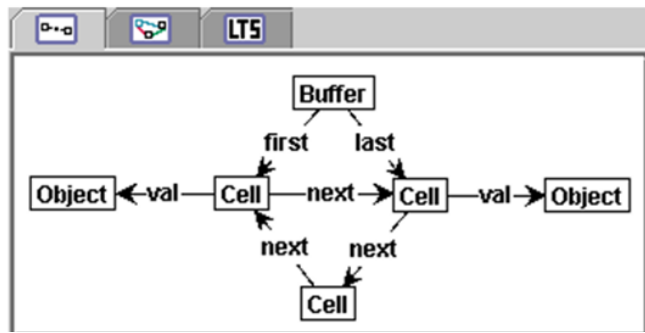 LTS
Buffer
first last
Object val Cell next Cell val Object
next next
Cell